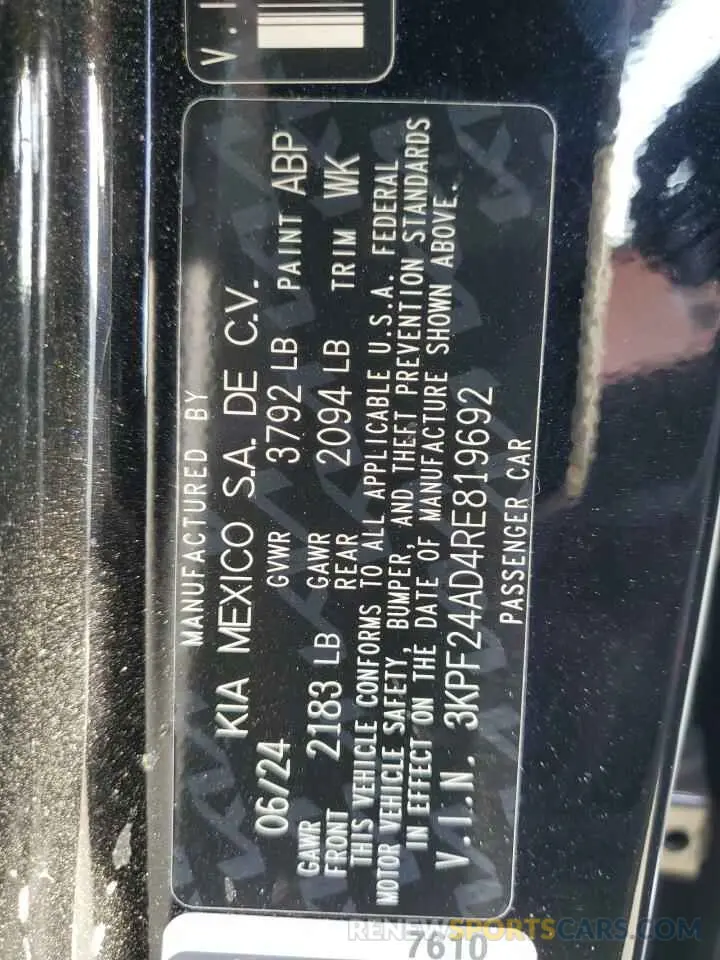 V.I
MANUFACTURED BY
KIA MEXICO S.A. DE C.V.
06/24 GVWR 3792 LB PAINT ABP
GAWR FRONT 2183 LB GAWR REAR 2094 LB TRIM WK
THIS VEHICLE CONFORMS TO ALL APPLICABLE U.S.A. FEDERAL
MOTOR VEHICLE SAFETY, BUMPER, AND THEFT PREVENTION STANDARDS
IN EFFECT ON THE DATE OF MANUFACTURE SHOWN ABOVE.
V.I.N. 3KPF24AD4RE819692
PASSENGER CAR
7610
RENEWSPORTSCARS.COM